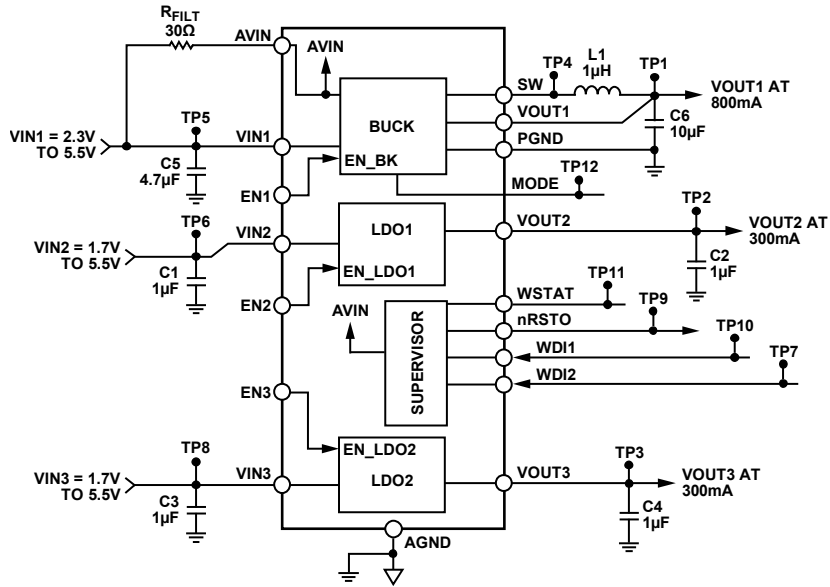 RFILT
30Ω
AVIN
AVIN
TP4
L1
1µH
TP1
SW
VOUT1 AT
800mA
VOUT1
C6
10µF
BUCK
VIN1 = 2.3V
TO 5.5V
TP5
VIN1
PGND
C5
4.7µF
EN_BK
TP12
MODE
EN1
TP6
VIN2
LDO1
VOUT2
TP2
VOUT2 AT
300mA
VIN2 = 1.7V
TO 5.5V
C1
1µF
EN_LDO1
C2
1µF
EN2
TP11
WSTAT
AVIN
TP9
nRSTO
SUPERVISOR
TP10
WDI1
TP7
WDI2
EN3
TP8
EN_LDO2
TP3
VIN3 = 1.7V
TO 5.5V
VIN3
LDO2
VOUT3
VOUT3 AT
300mA
C3
1µF
C4
1µF
AGND